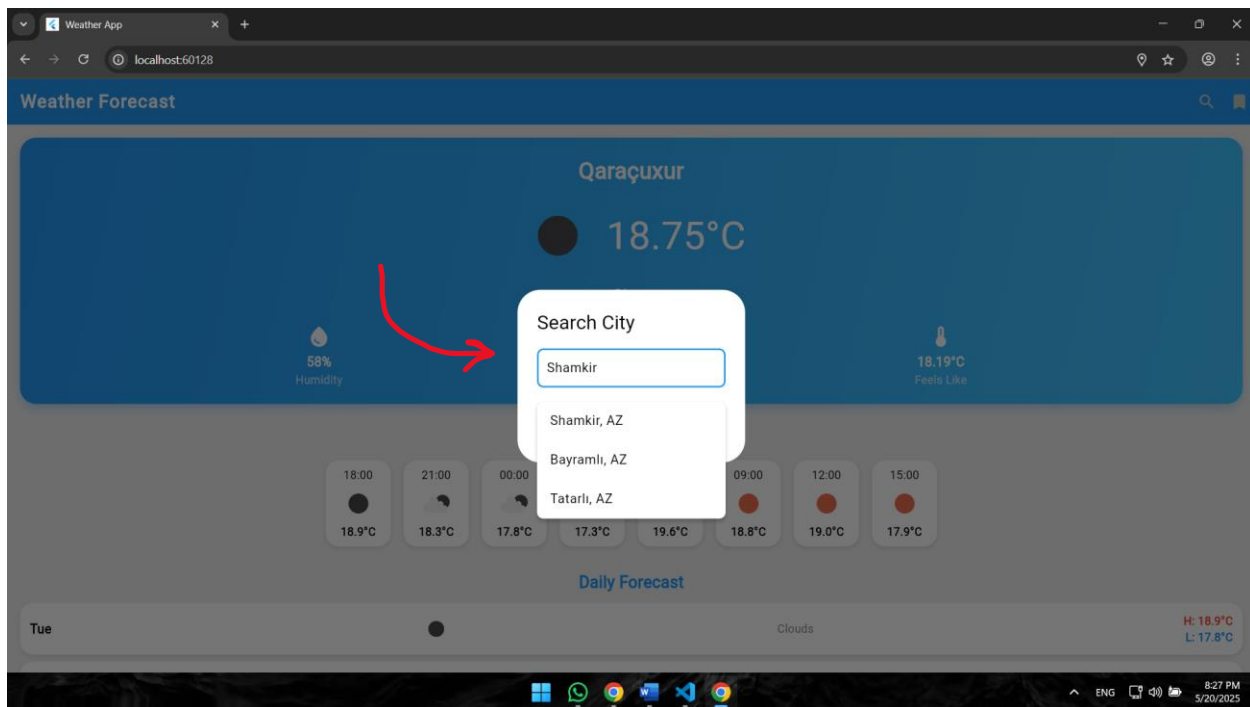 Weather App
localhost:60128
Weather Forecast
Qaraçuxur
18.75°C
58%
Humidity
18.19°C
Feels Like
Search City
Shamkir
Shamkir, AZ
Bayramlı, AZ
Tatarlı, AZ
18:00 21:00 00:00 09:00 12:00 15:00
18.9°C 18.3°C 17.8°C 17.3°C 19.6°C 18.8°C 19.0°C 17.9°C
Daily Forecast
Tue Clouds H: 18.9°C
L: 17.8°C
ENG 8:27 PM
5/20/2025